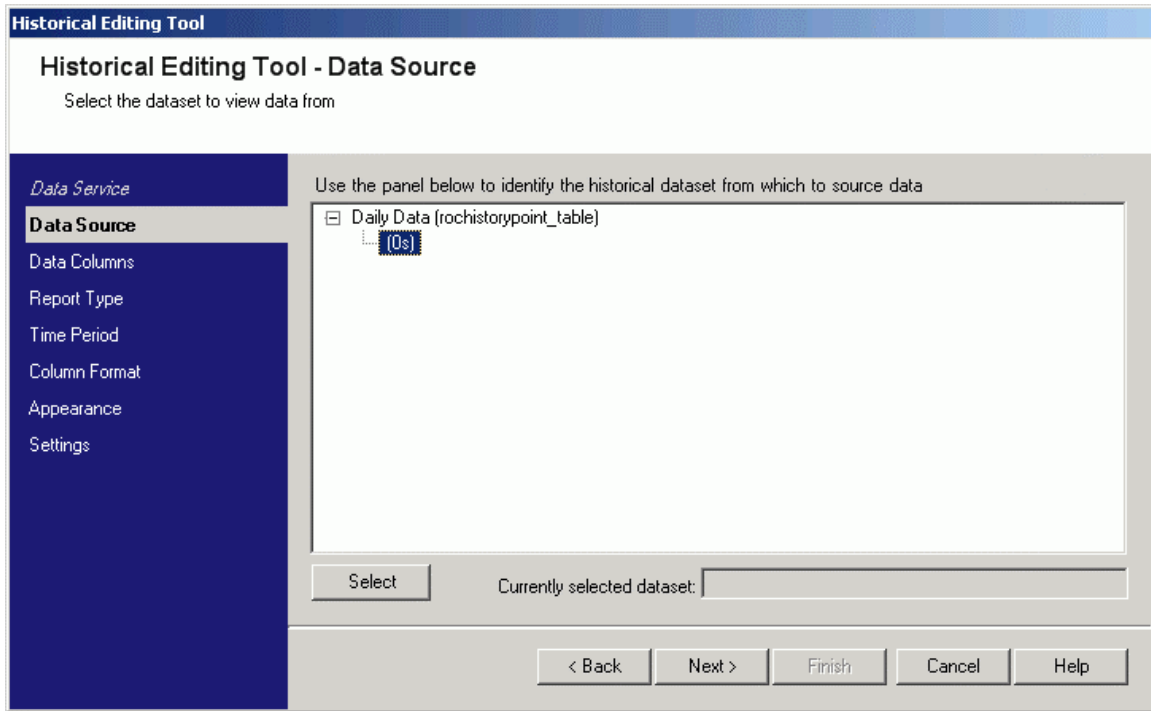 Historical Editing Tool
Historical Editing Tool - Data Source
Select the dataset to view data from
Data Service
Data Source
Data Columns
Report Type
Time Period
Column Format
Appearance
Settings
Use the panel below to identify the historical dataset from which to source data
Daily Data (rochistorypoint_table)
(0s)
Select
Currently selected dataset:
< Back
Next >
Finish
Cancel
Help